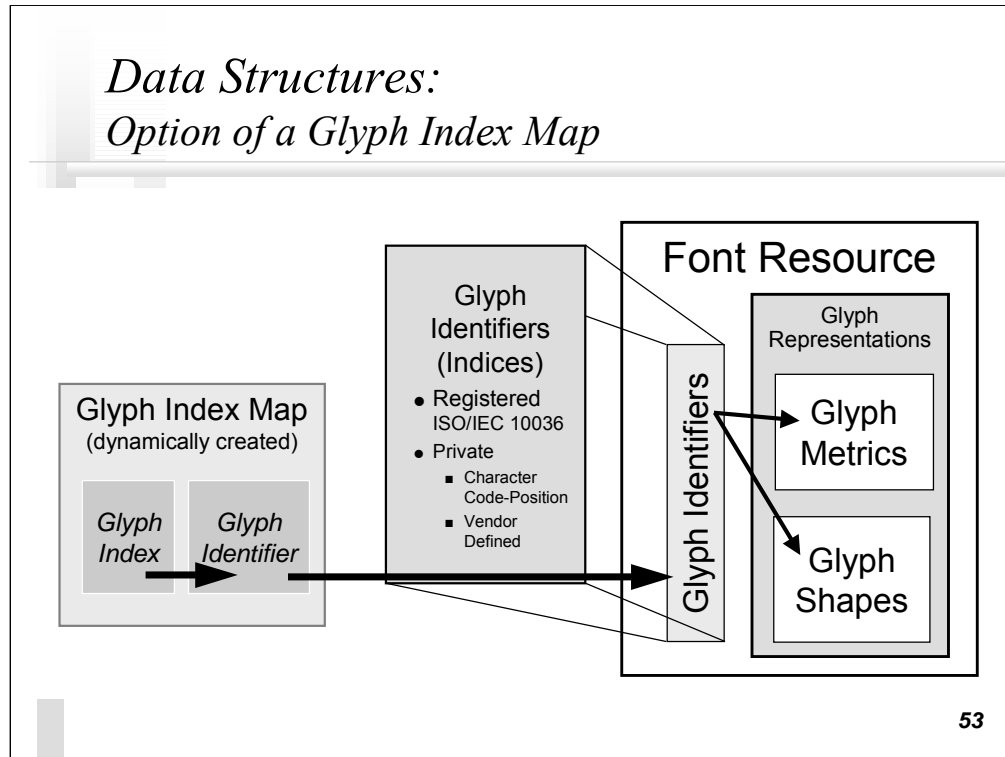 Data Structures:
Option of a Glyph Index Map
Glyph Index Map
(dynamically created)
Glyph
Index
Glyph
Identifier
Glyph
Identifiers
(Indices)
● Registered
ISO/IEC 10036
● Private
■ Character
Code-Position
■ Vendor
Defined
Font Resource
Glyph Identifiers
Glyph
Representations
Glyph
Metrics
Glyph
Shapes
53